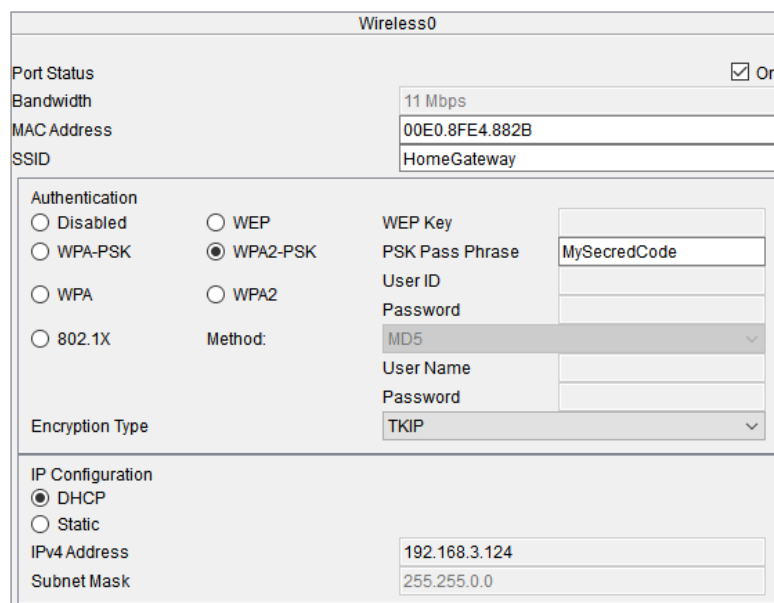 Wireless0
Port Status On
Bandwidth 11 Mbps
MAC Address 00E0.8FE4.882B
SSID HomeGateway
Authentication
Disabled WEP WEP Key
WPA-PSK WPA2-PSK PSK Pass Phrase MySecredCode
User ID
WPA WPA2
Password
802.1X Method: MD5
User Name
Password
Encryption Type TKIP
IP Configuration
DHCP
Static
IPv4 Address 192.168.3.124
Subnet Mask 255.255.0.0